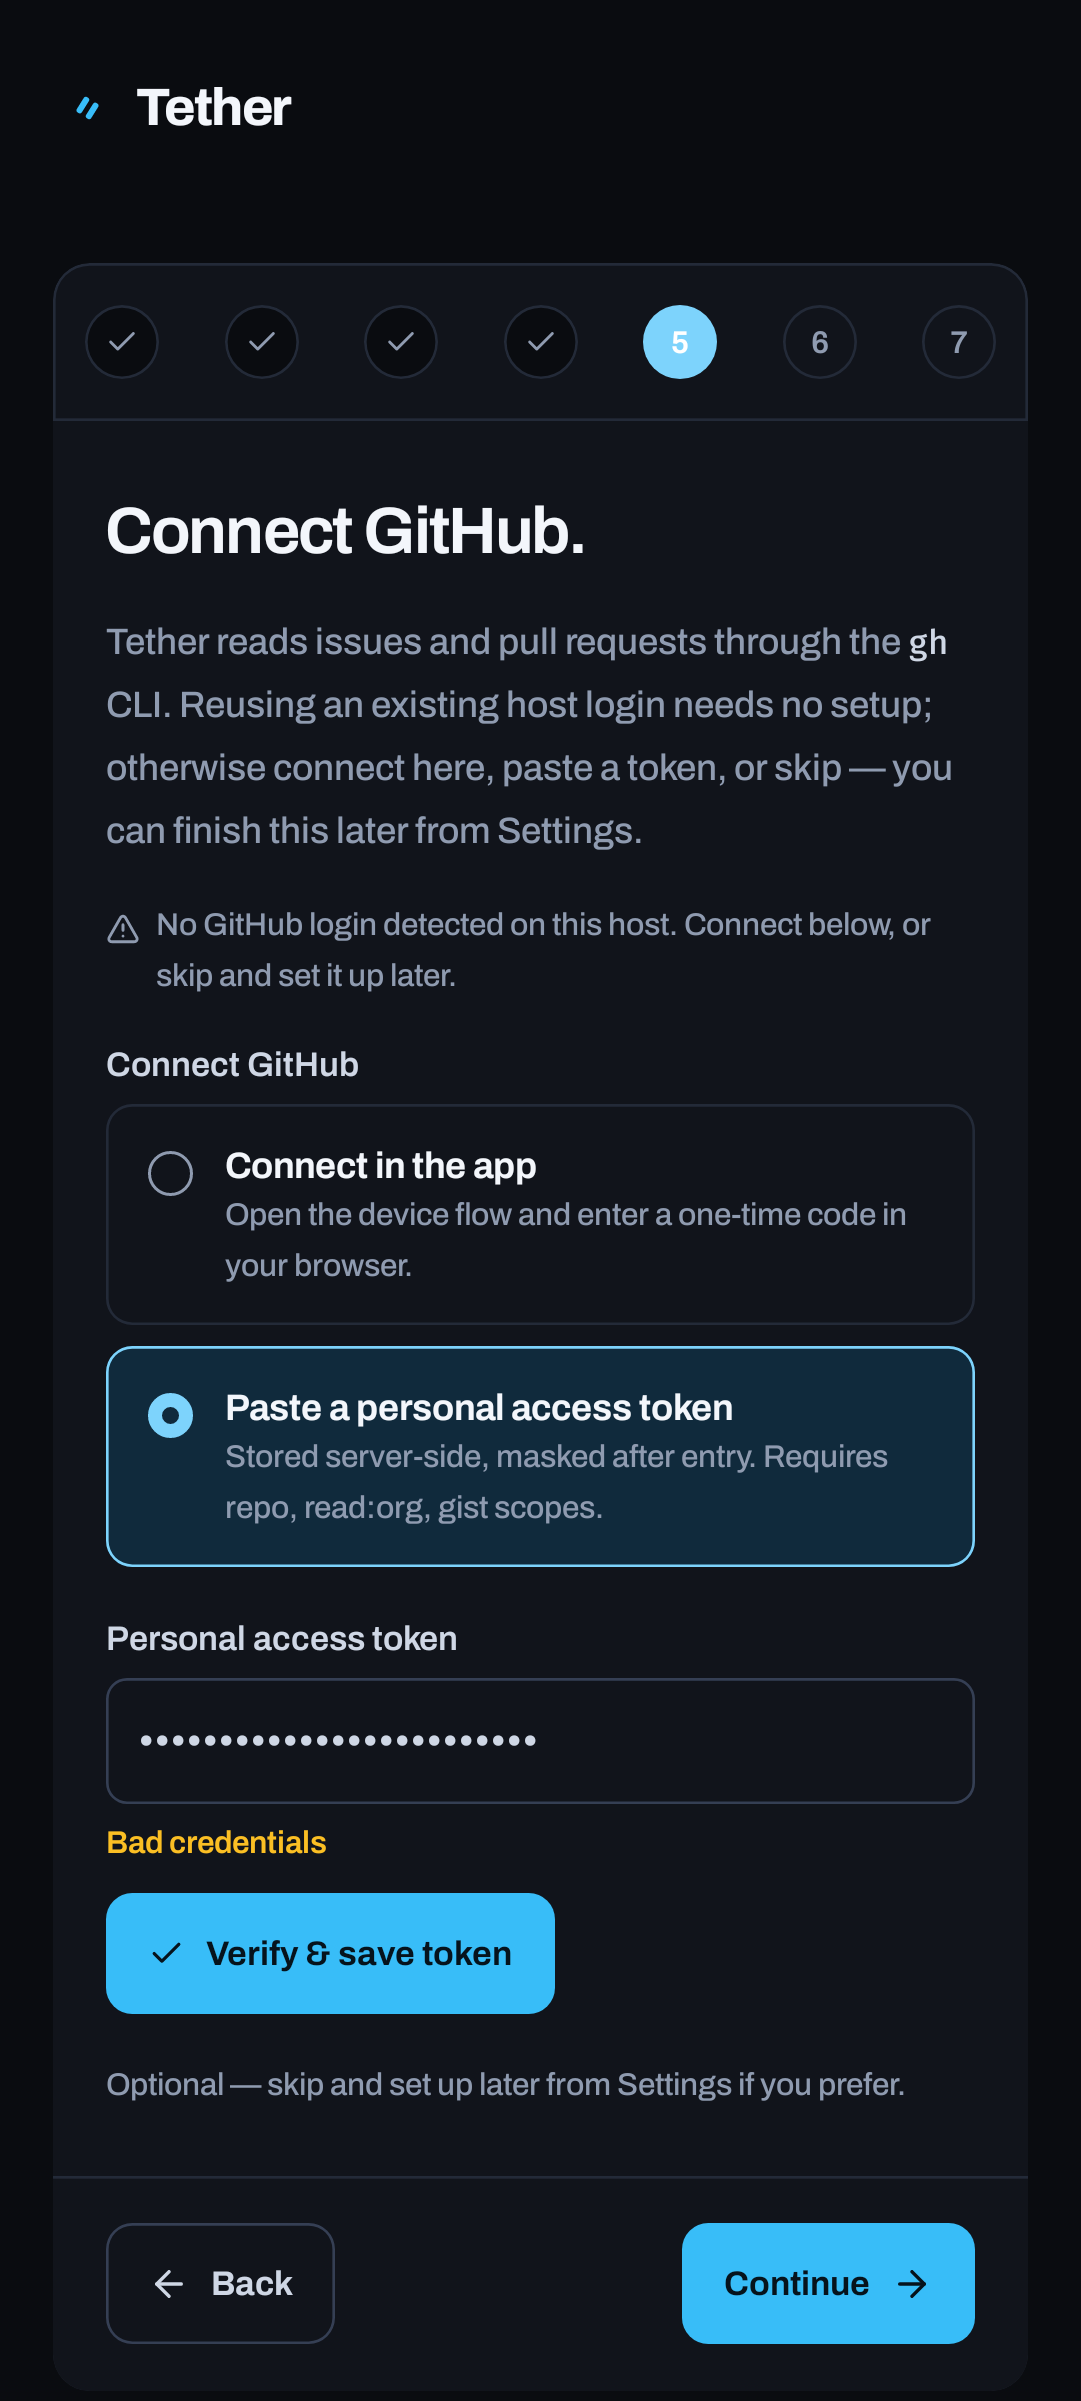 Tether
5 6 7
Connect GitHub.
Tether reads issues and pull requests through the gh
CLI. Reusing an existing host login needs no setup;
otherwise connect here, paste a token, or skip — you
can finish this later from Settings.
No GitHub login detected on this host. Connect below, or
skip and set it up later.
Connect GitHub
Connect in the app
Open the device flow and enter a one-time code in
your browser.
Paste a personal access token
Stored server-side, masked after entry. Requires
repo, read:org, gist scopes.
Personal access token
•••••••••••••••••••••••••
Bad credentials
Verify & save token
Optional — skip and set up later from Settings if you prefer.
Back
Continue